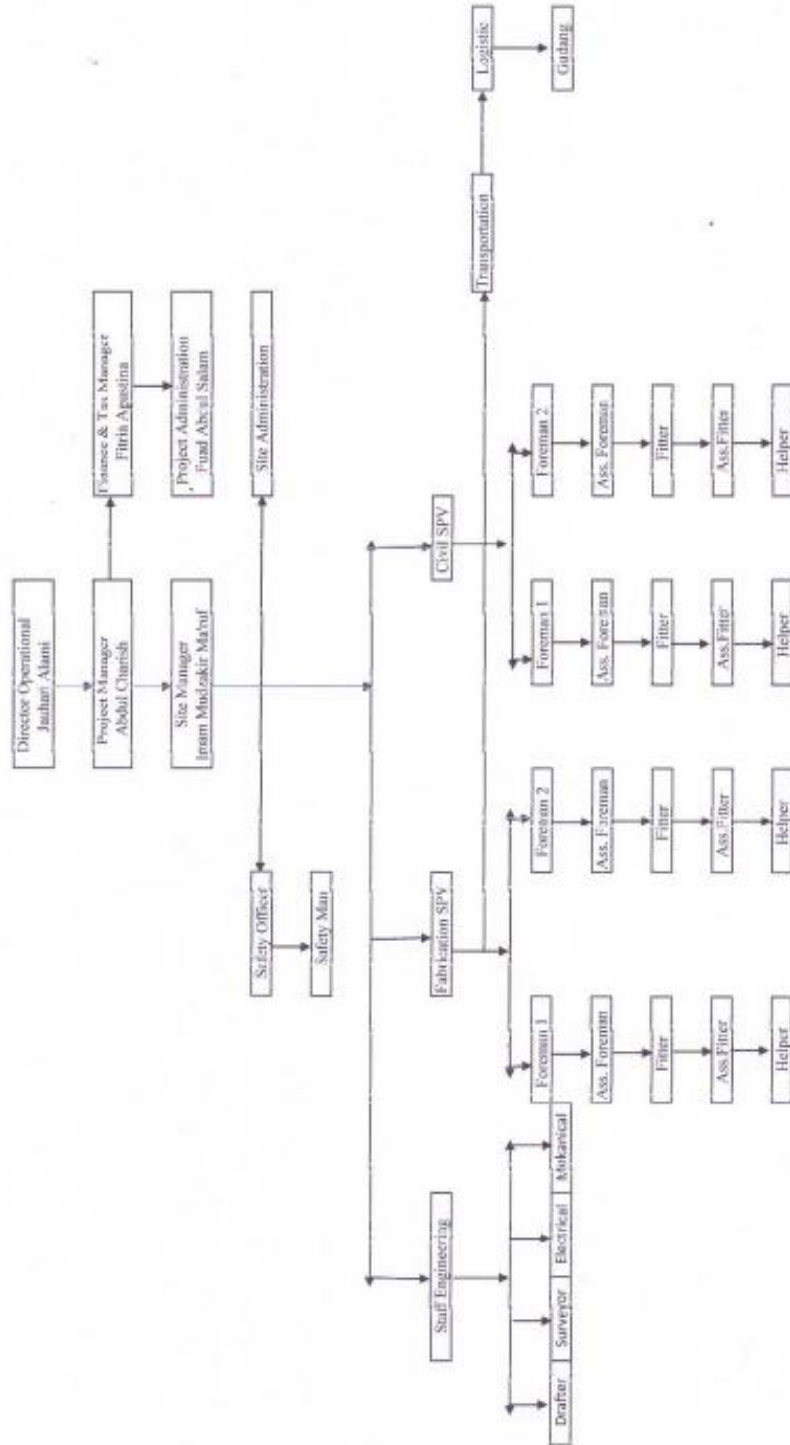 Director Operational
Jauhari Alami
Project Manager
Abdul Charish
Finance & Tax Manager
Fitria Agustina
Site Manager
Imam Mudzakir Ma'ruf
Project Administration
Fuad Abdul Salam
Safety Officer
Site Administration
Safety Man
Staff Engineering
Fabrication SPV
Civil SPV
Transportation
Logistic
Gudang
Drafter
Surveyor
Electrical
Mekanical
Foreman 1
Foreman 2
Foreman 1
Foreman 2
Ass. Foreman
Ass. Foreman
Ass. Foreman
Ass. Foreman
Fitter
Fitter
Fitter
Fitter
Ass.Fitter
Ass.Fitter
Ass.Fitter
Ass.Fitter
Helper
Helper
Helper
Helper